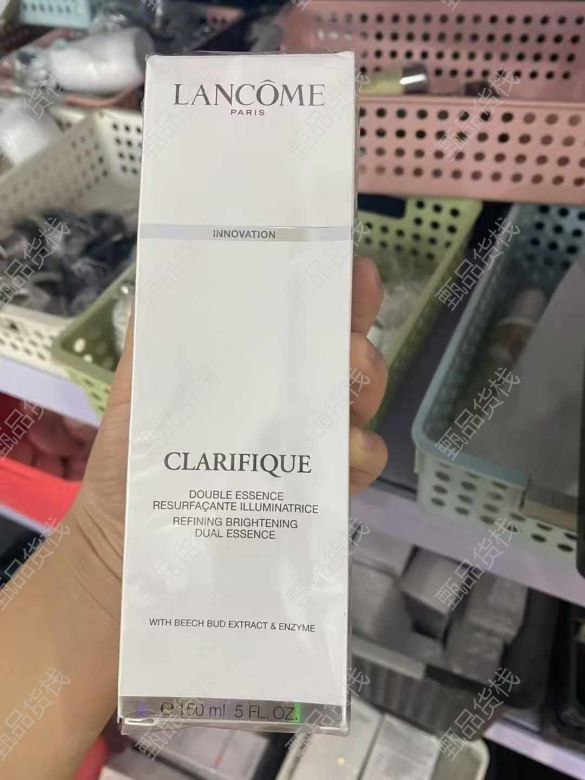 LANCÔME
PARIS
INNOVATION
CLARIFIQUE
DOUBLE ESSENCE
RESURFAÇANTE ILLUMINATRICE
REFINING BRIGHTENING
DUAL ESSENCE
WITH BEECH BUD EXTRACT & ENZYME
℮ 150 ml 5 FL. OZ.
甄品货栈